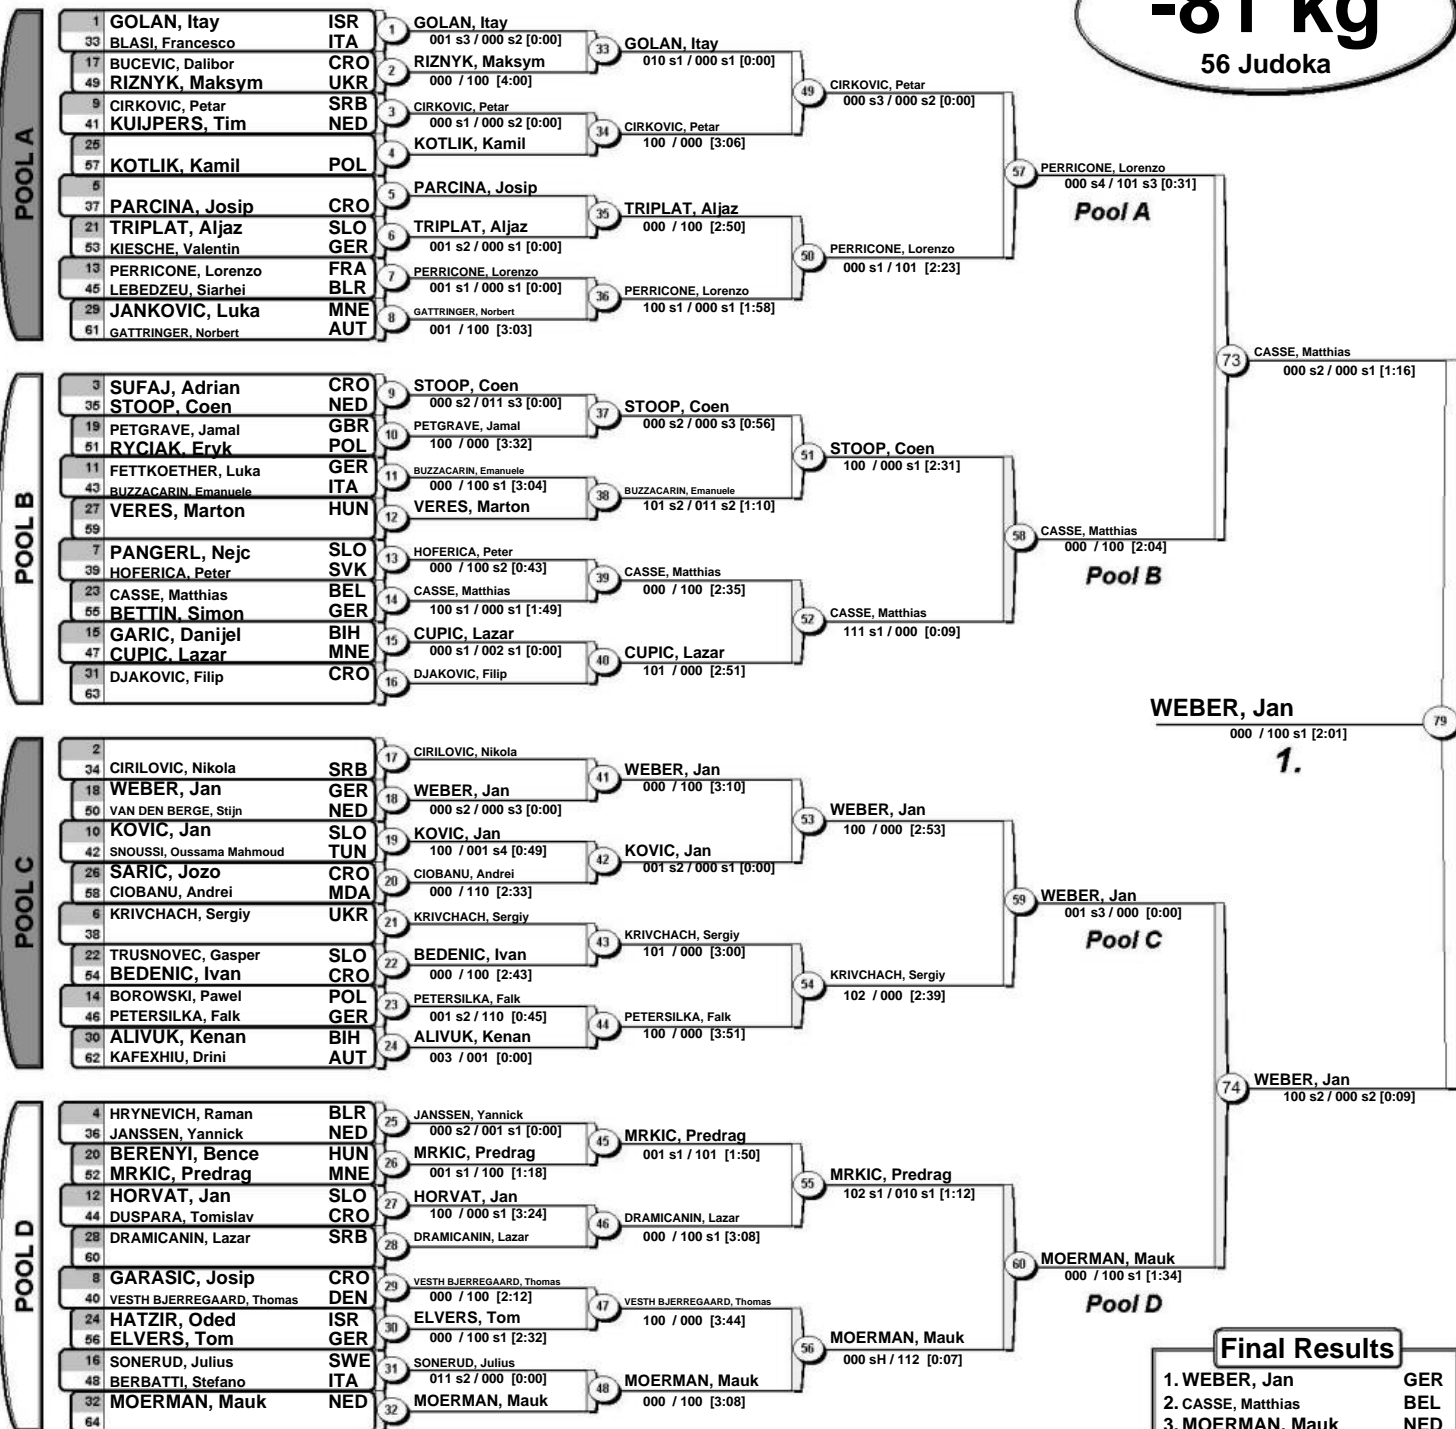 -81 kg
56 Judoka
POOL A
1 GOLAN, Itay ISR
33 BLASI, Francesco ITA
17 BUCEVIC, Dalibor CRO
49 RIZNYK, Maksym UKR
9 CIRKOVIC, Petar SRB
41 KUIJPERS, Tim NED
25
57 KOTLIK, Kamil POL
5
37 PARCINA, Josip CRO
21 TRIPLAT, Aljaz SLO
53 KIESCHE, Valentin GER
13 PERRICONE, Lorenzo FRA
45 LEBEDZEU, Siarhei BLR
29 JANKOVIC, Luka MNE
61 GATTRINGER, Norbert AUT
1 GOLAN, Itay
001 s3 / 000 s2 [0:00]
2 RIZNYK, Maksym
000 / 100 [4:00]
3 CIRKOVIC, Petar
000 s1 / 000 s2 [0:00]
4 KOTLIK, Kamil
5 PARCINA, Josip
6 TRIPLAT, Aljaz
001 s2 / 000 s1 [0:00]
7 PERRICONE, Lorenzo
001 s1 / 000 s1 [0:00]
8 GATTRINGER, Norbert
001 / 100 [3:03]
33 GOLAN, Itay
010 s1 / 000 s1 [0:00]
34 CIRKOVIC, Petar
100 / 000 [3:06]
35 TRIPLAT, Aljaz
000 / 100 [2:50]
36 PERRICONE, Lorenzo
100 s1 / 000 s1 [1:58]
49 CIRKOVIC, Petar
000 s3 / 000 s2 [0:00]
50 PERRICONE, Lorenzo
000 s1 / 101 [2:23]
57 PERRICONE, Lorenzo
000 s4 / 101 s3 [0:31]
Pool A
POOL B
3 SUFAJ, Adrian CRO
35 STOOP, Coen NED
19 PETGRAVE, Jamal GBR
51 RYCIAK, Eryk POL
11 FETTKOETHER, Luka GER
43 BUZZACARIN, Emanuele ITA
27 VERES, Marton HUN
59
7 PANGERL, Nejc SLO
39 HOFERICA, Peter SVK
23 CASSE, Matthias BEL
55 BETTIN, Simon GER
15 GARIC, Danijel BIH
47 CUPIC, Lazar MNE
31 DJAKOVIC, Filip CRO
63
9 STOOP, Coen
000 s2 / 011 s3 [0:00]
10 PETGRAVE, Jamal
100 / 000 [3:32]
11 BUZZACARIN, Emanuele
000 / 100 s1 [3:04]
12 VERES, Marton
13 HOFERICA, Peter
000 / 100 s2 [0:43]
14 CASSE, Matthias
100 s1 / 000 s1 [1:49]
15 CUPIC, Lazar
000 s1 / 002 s1 [0:00]
16 DJAKOVIC, Filip
37 STOOP, Coen
000 s2 / 000 s3 [0:56]
38 BUZZACARIN, Emanuele
101 s2 / 011 s2 [1:10]
39 CASSE, Matthias
000 / 100 [2:35]
40 CUPIC, Lazar
101 / 000 [2:51]
51 STOOP, Coen
100 / 000 s1 [2:31]
52 CASSE, Matthias
111 s1 / 000 [0:09]
58 CASSE, Matthias
000 / 100 [2:04]
Pool B
73 CASSE, Matthias
000 s2 / 000 s1 [1:16]
WEBER, Jan 79
000 / 100 s1 [2:01]
1.
POOL C
2
34 CIRILOVIC, Nikola SRB
18 WEBER, Jan GER
50 VAN DEN BERGE, Stijn NED
10 KOVIC, Jan SLO
42 SNOUSSI, Oussama Mahmoud TUN
26 SARIC, Jozo CRO
58 CIOBANU, Andrei MDA
6 KRIVCHACH, Sergiy UKR
38
22 TRUSNOVEC, Gasper SLO
54 BEDENIC, Ivan CRO
14 BOROWSKI, Pawel POL
46 PETERSILKA, Falk GER
30 ALIVUK, Kenan BIH
62 KAFEXHIU, Drini AUT
17 CIRILOVIC, Nikola
18 WEBER, Jan
000 s2 / 000 s3 [0:00]
19 KOVIC, Jan
100 / 001 s4 [0:49]
20 CIOBANU, Andrei
000 / 110 [2:33]
21 KRIVCHACH, Sergiy
22 BEDENIC, Ivan
000 / 100 [2:43]
23 PETERSILKA, Falk
001 s2 / 110 [0:45]
24 ALIVUK, Kenan
003 / 001 [0:00]
41 WEBER, Jan
000 / 100 [3:10]
42 KOVIC, Jan
001 s2 / 000 s1 [0:00]
43 KRIVCHACH, Sergiy
101 / 000 [3:00]
44 PETERSILKA, Falk
100 / 000 [3:51]
53 WEBER, Jan
100 / 000 [2:53]
54 KRIVCHACH, Sergiy
102 / 000 [2:39]
59 WEBER, Jan
001 s3 / 000 [0:00]
Pool C
74 WEBER, Jan
100 s2 / 000 s2 [0:09]
POOL D
4 HRYNEVICH, Raman BLR
36 JANSSEN, Yannick NED
20 BERENYI, Bence HUN
52 MRKIC, Predrag MNE
12 HORVAT, Jan SLO
44 DUSPARA, Tomislav CRO
28 DRAMICANIN, Lazar SRB
60
8 GARASIC, Josip CRO
40 VESTH BJERREGAARD, Thomas DEN
24 HATZIR, Oded ISR
56 ELVERS, Tom GER
16 SONERUD, Julius SWE
48 BERBATTI, Stefano ITA
32 MOERMAN, Mauk NED
64
25 JANSSEN, Yannick
000 s2 / 001 s1 [0:00]
26 MRKIC, Predrag
001 s1 / 100 [1:18]
27 HORVAT, Jan
100 / 000 s1 [3:24]
28 DRAMICANIN, Lazar
29 VESTH BJERREGAARD, Thomas
000 / 100 [2:12]
30 ELVERS, Tom
000 / 100 s1 [2:32]
31 SONERUD, Julius
011 s2 / 000 [0:00]
32 MOERMAN, Mauk
45 MRKIC, Predrag
001 s1 / 101 [1:50]
46 DRAMICANIN, Lazar
000 / 100 s1 [3:08]
47 VESTH BJERREGAARD, Thomas
100 / 000 [3:44]
48 MOERMAN, Mauk
000 / 100 [3:08]
55 MRKIC, Predrag
102 s1 / 010 s1 [1:12]
56 MOERMAN, Mauk
000 sH / 112 [0:07]
60 MOERMAN, Mauk
000 / 100 s1 [1:34]
Pool D
Final Results
1. WEBER, Jan GER
2. CASSE, Matthias BEL
3. MOERMAN, Mauk NED